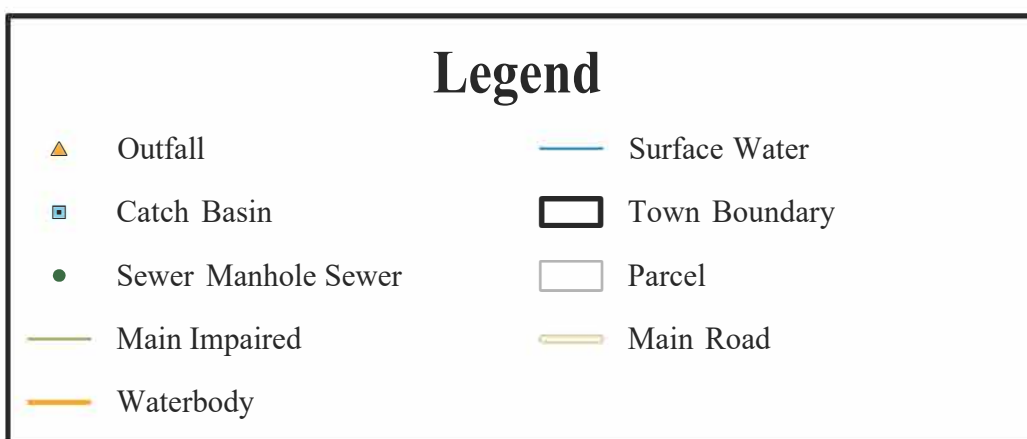 Legend
Outfall
Catch Basin
Sewer Manhole Sewer
Main Impaired
Waterbody
Surface Water
Town Boundary
Parcel
Main Road